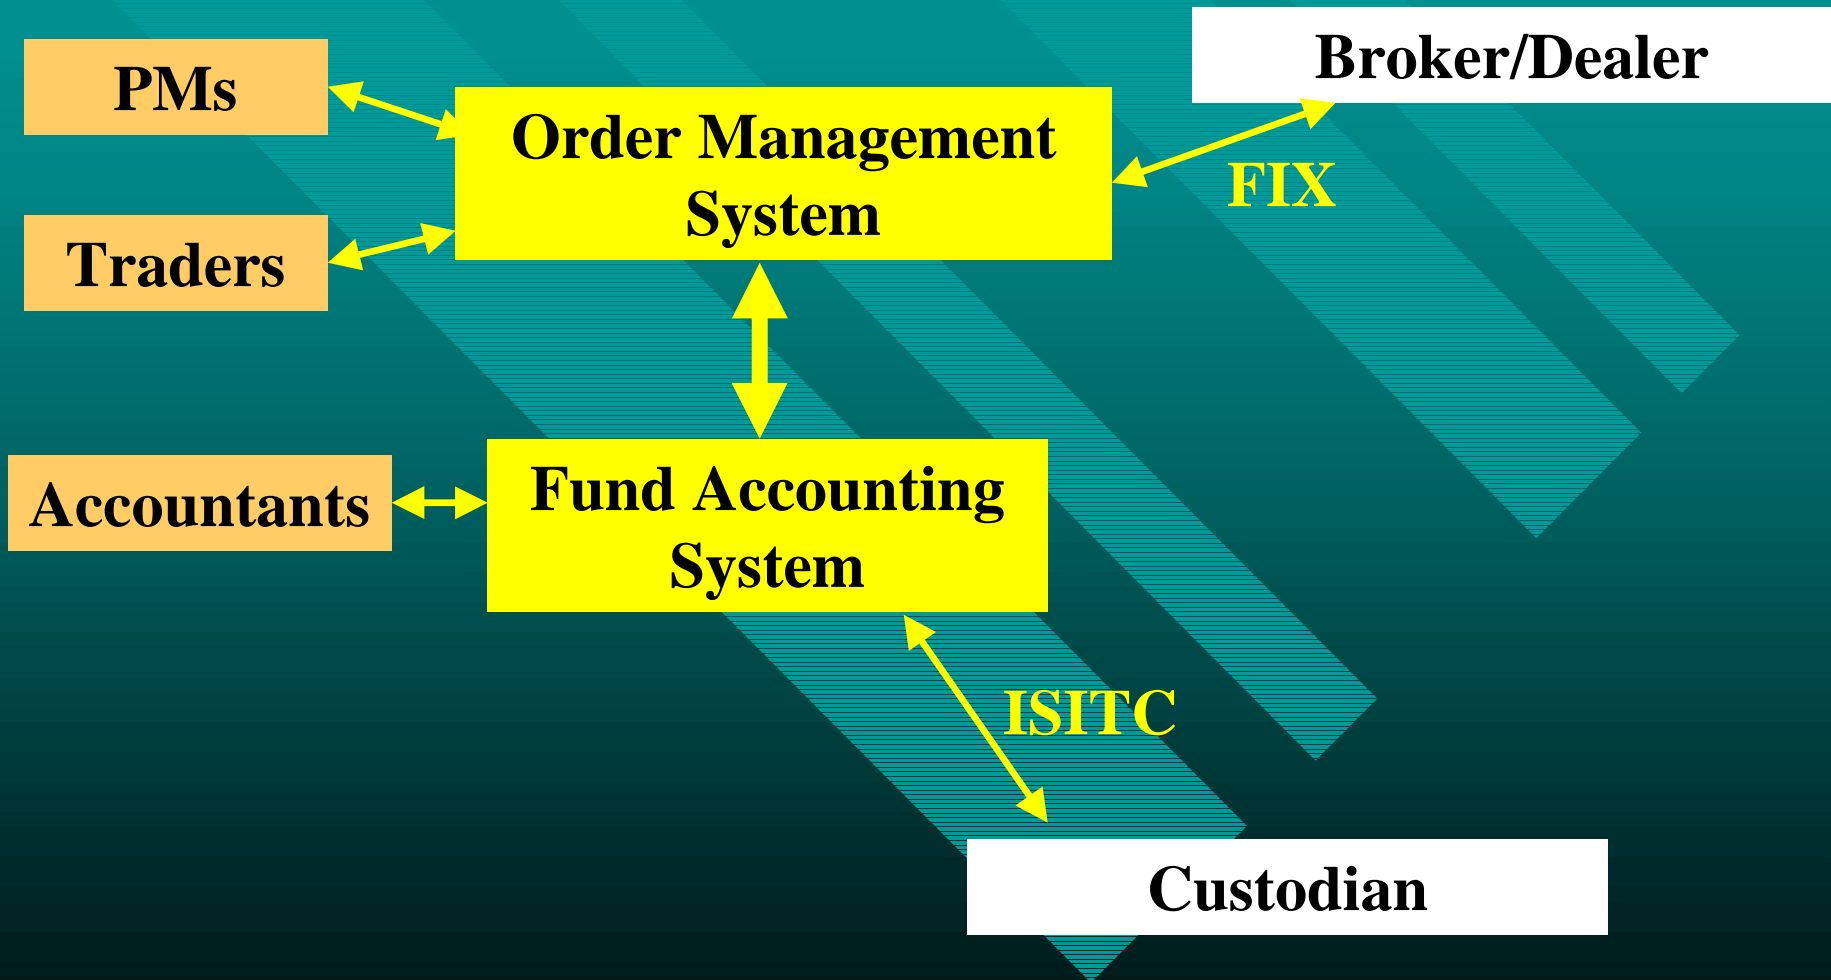 Broker/Dealer
PMs
Order Management
System
FIX
Traders
Fund Accounting
System
Accountants
ISITC
Custodian